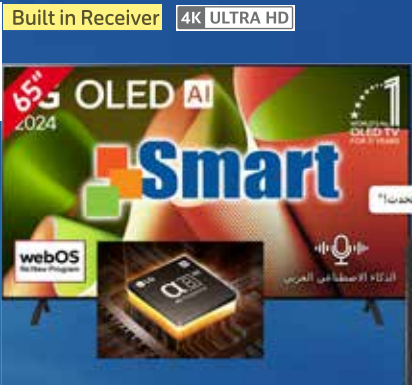 Built in Receiver
4K ULTRA HD
65"
G OLED AI
2024
1
WORLD'S No.1
OLED TV
FOR 11 YEARS
Smart
webOS
Re:New Program
LG
α
الذكاء الاصطناعي العربي